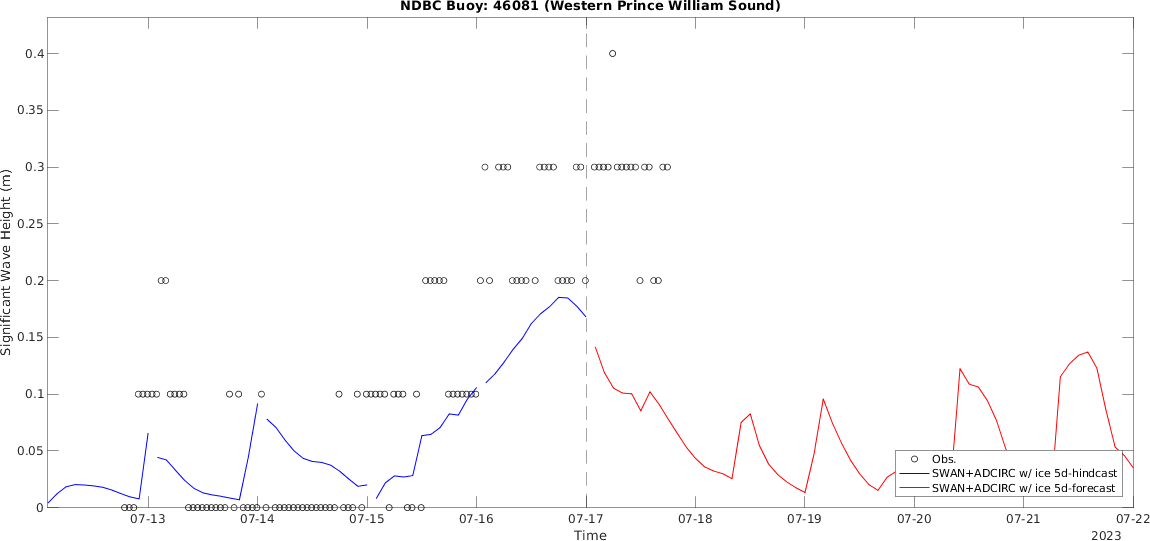 NDBC Buoy: 46081 (Western Prince William Sound)
Significant Wave Height (m)
0.4
0.35
0.3
0.25
0.2
0.15
0.1
0.05
0
Obs.
SWAN+ADCIRC w/ ice 5d-hindcast
SWAN+ADCIRC w/ ice 5d-forecast
07-13 07-14 07-15 07-16 07-17 07-18 07-19 07-20 07-21 07-22
Time
2023